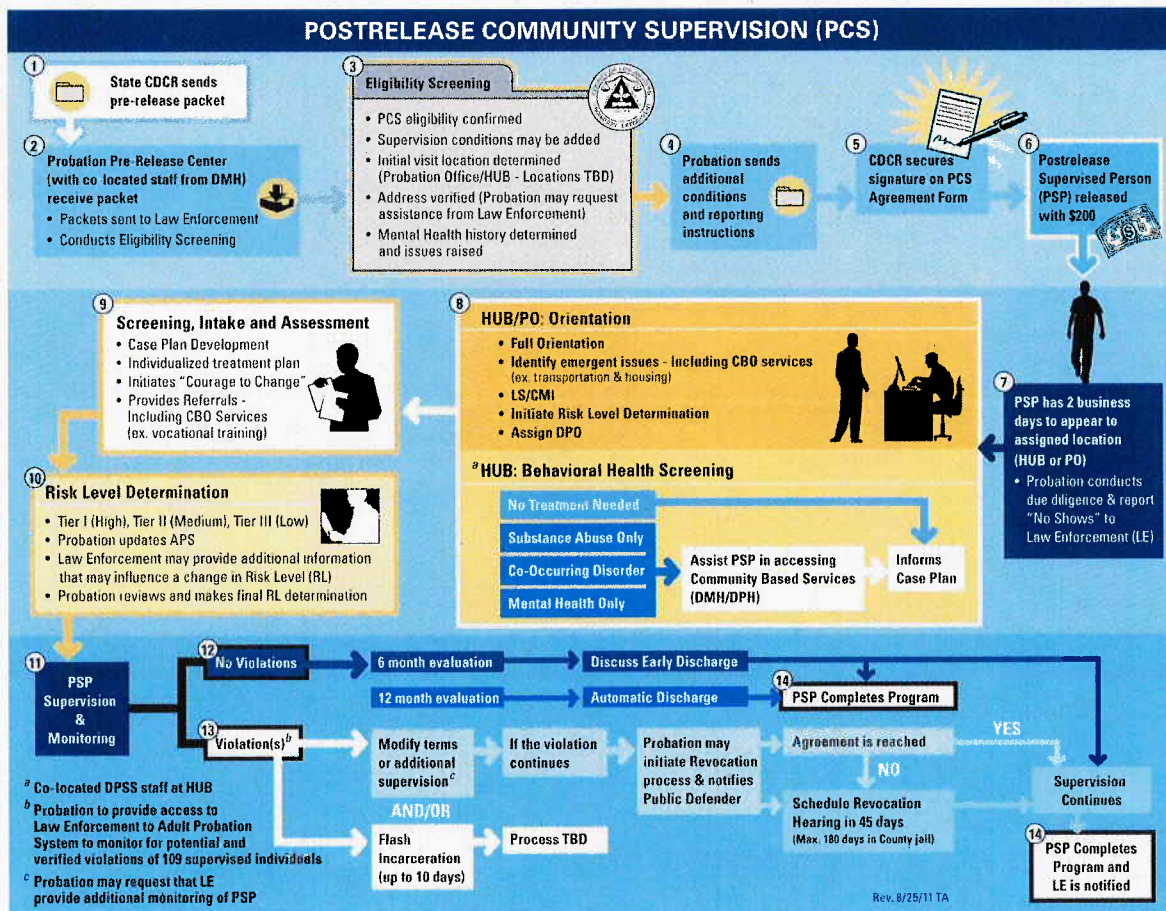 POSTRELEASE COMMUNITY SUPERVISION (PCS)
1
State CDCR sends
pre-release packet
2
Probation Pre-Release Center
(with co-located staff from DMH)
receive packet
• Packets sent to Law Enforcement
• Conducts Eligibility Screening
3
Eligibility Screening
• PCS eligibility confirmed
• Supervision conditions may be added
• Initial visit location determined
(Probation Office/HUB - Locations TBD)
• Address verified (Probation may request
assistance from Law Enforcement)
• Mental Health history determined
and issues raised
4
Probation sends
additional
conditions
and reporting
instructions
5
CDCR secures
signature on PCS
Agreement Form
6
Postrelease
Supervised Person
(PSP) released
with $200
7
PSP has 2 business
days to appear to
assigned location
(HUB or PO)
• Probation conducts
due diligence & report
"No Shows" to
Law Enforcement (LE)
8
HUB/PO: Orientation
• Full Orientation
• Identify emergent issues - Including CBO services
(ex. transportation & housing)
• LS/CMI
• Initiate Risk Level Determination
• Assign DPO
a HUB: Behavioral Health Screening
No Treatment Needed
Substance Abuse Only
Co-Occurring Disorder
Mental Health Only
Assist PSP in accessing
Community Based Services
(DMH/DPH)
Informs
Case Plan
9
Screening, Intake and Assessment
• Case Plan Development
• Individualized treatment plan
• Initiates "Courage to Change"
• Provides Referrals -
Including CBO Services
(ex. vocational training)
10
Risk Level Determination
• Tier I (High), Tier II (Medium), Tier III (Low)
• Probation updates APS
• Law Enforcement may provide additional information
that may influence a change in Risk Level (RL)
• Probation reviews and makes final RL determination
11
PSP
Supervision
&
Monitoring
12
No Violations
6 month evaluation
Discuss Early Discharge
12 month evaluation
Automatic Discharge
14
PSP Completes Program
13
Violation(s) b
Modify terms
or additional
supervision c
AND/OR
Flash
Incarceration
(up to 10 days)
Process TBD
If the violation
continues
Probation may
initiate Revocation
process & notifies
Public Defender
Agreement is reached
YES
NO
Schedule Revocation
Hearing in 45 days
(Max. 180 days in County jail)
Supervision
Continues
14
PSP Completes
Program and
LE is notified
a Co-located DPSS staff at HUB
b Probation to provide access to
Law Enforcement to Adult Probation
System to monitor for potential and
verified violations of 109 supervised individuals
c Probation may request that LE
provide additional monitoring of PSP
Rev. 8/25/11 TA